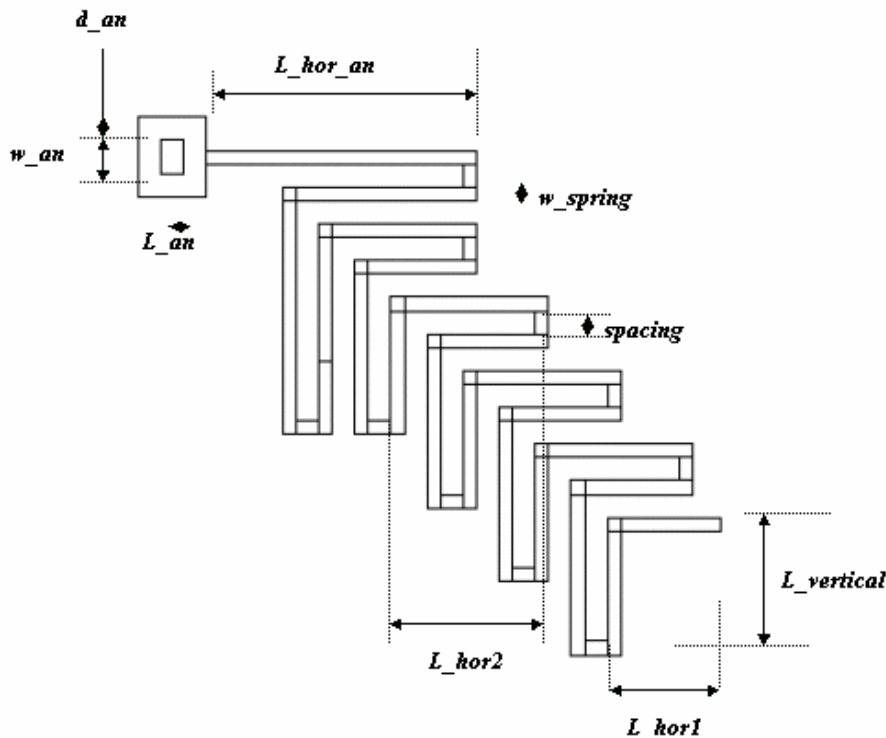 d_an
L_hor_an
w_an
w_spring
L_an
spacing
L_vertical
L_hor2
L_hor1